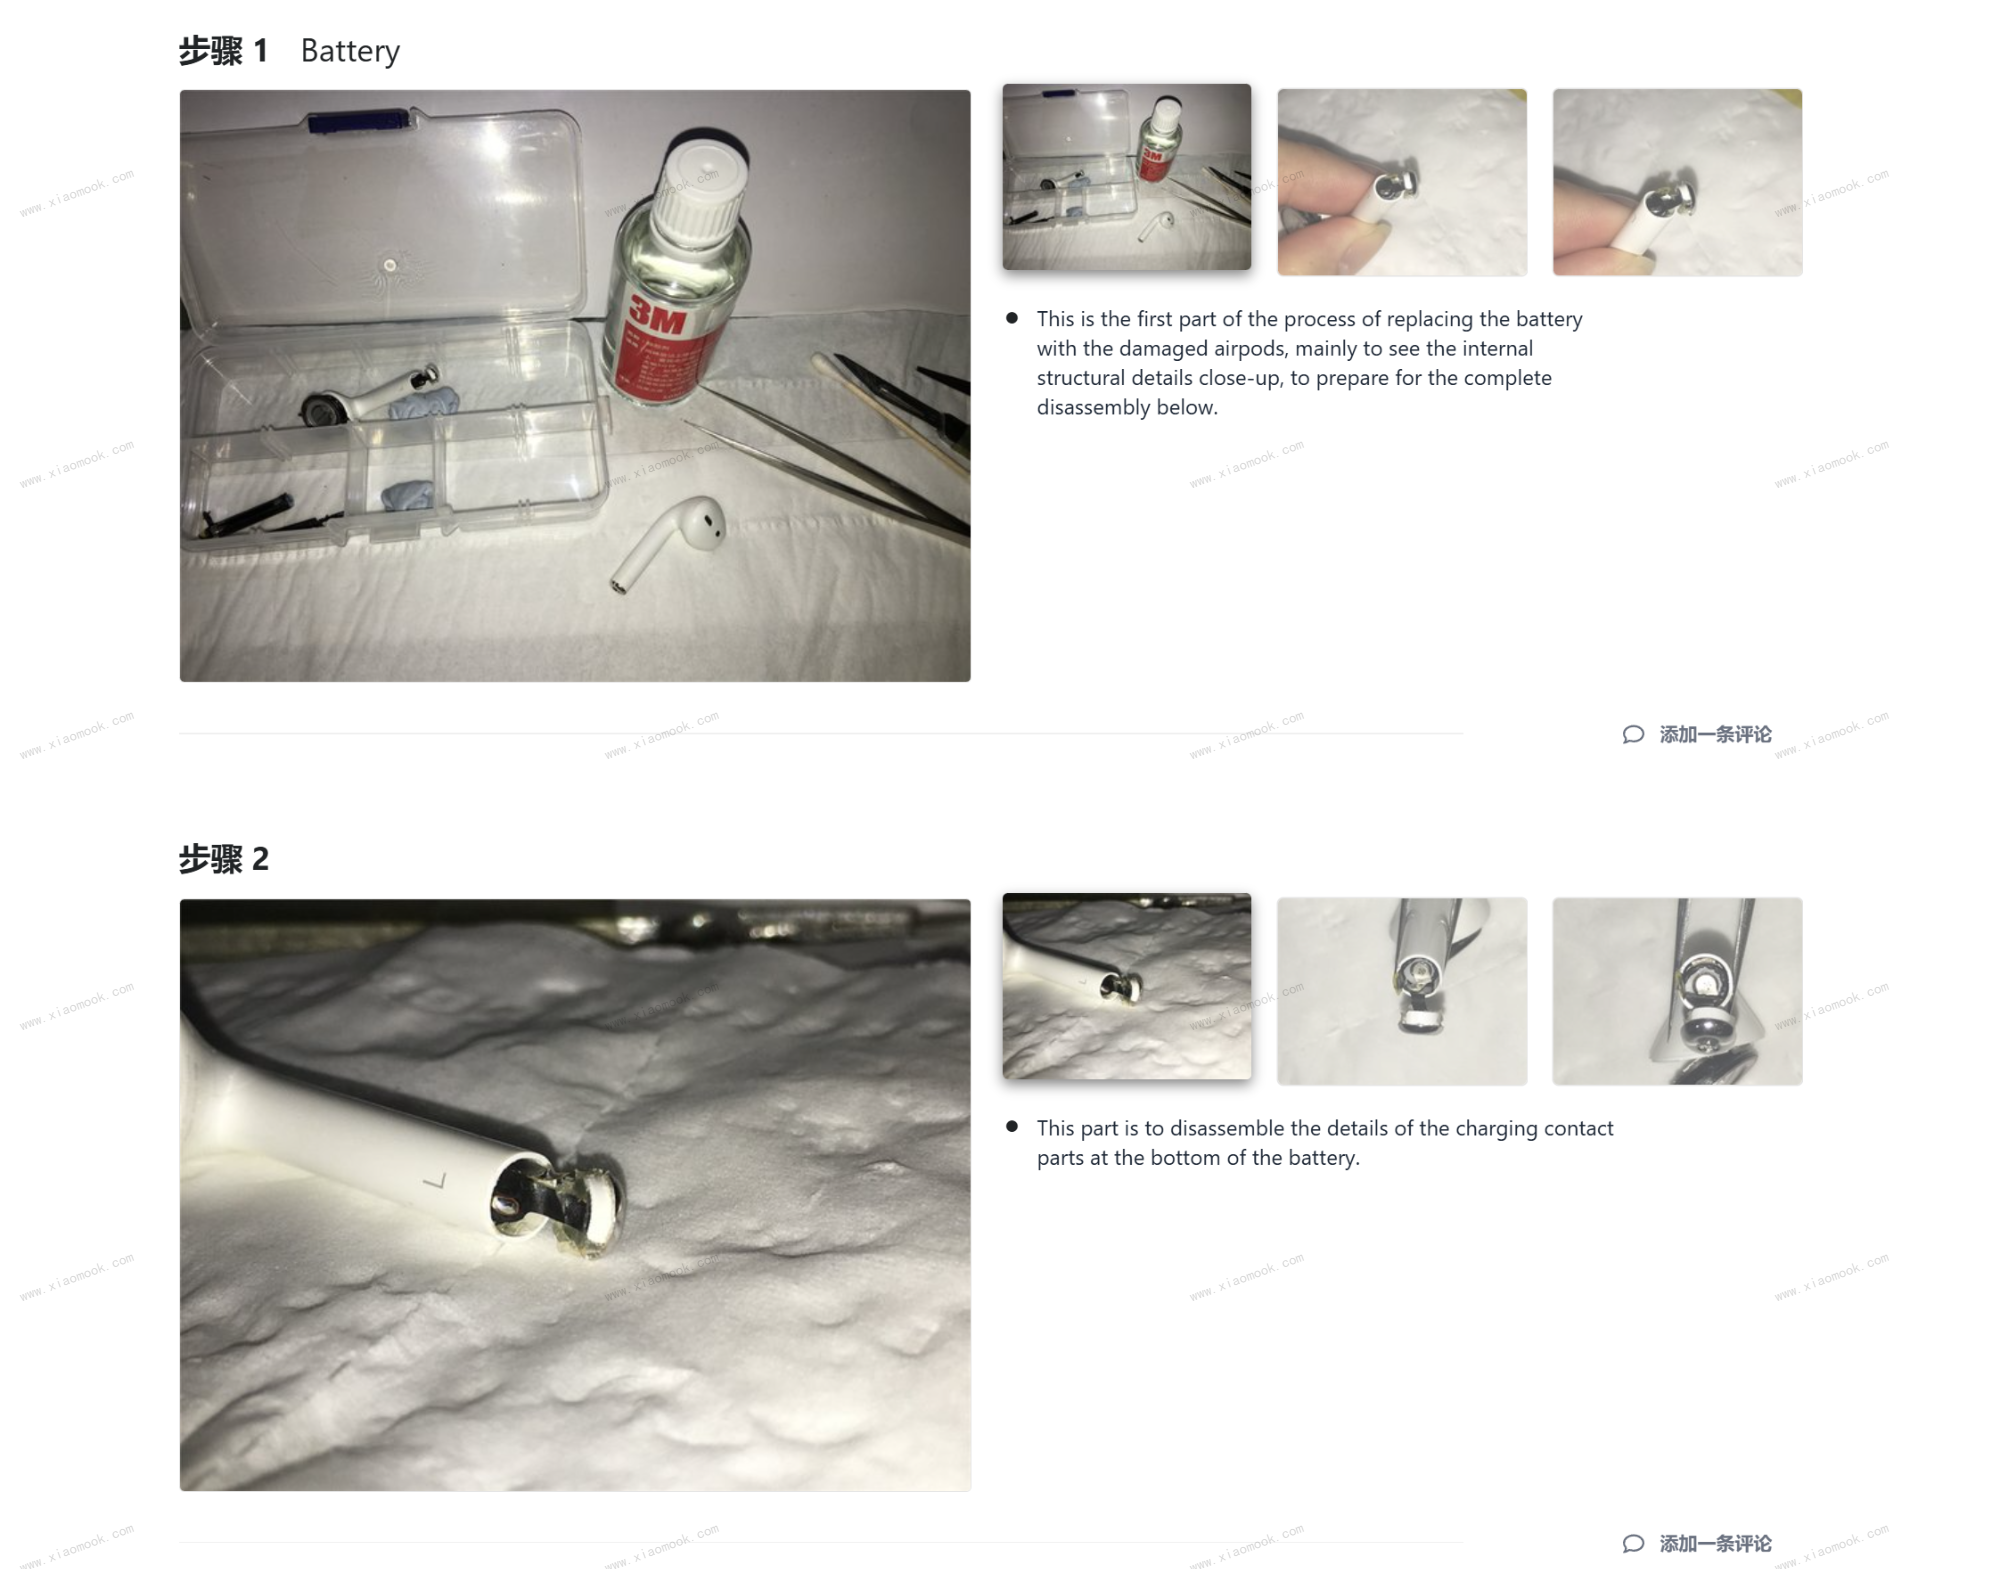 步骤 1 Battery
3M
This is the first part of the process of replacing the battery
with the damaged airpods, mainly to see the internal
structural details close-up, to prepare for the complete
disassembly below.
添加一条评论
步骤 2
L
This part is to disassemble the details of the charging contact
parts at the bottom of the battery.
添加一条评论
www.xiaomook.com